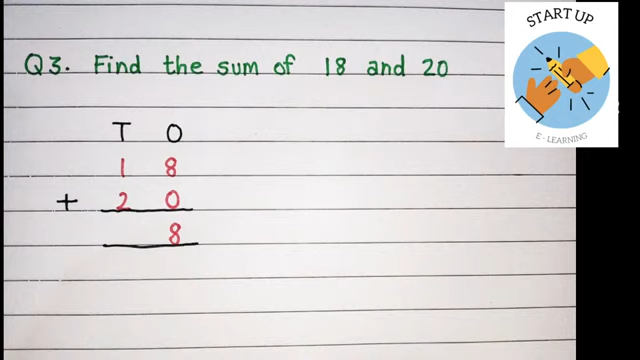 Q3. Find the sum of 18 and 20
T O
1 8
+ 2 0
8
START UP
E-LEARNING